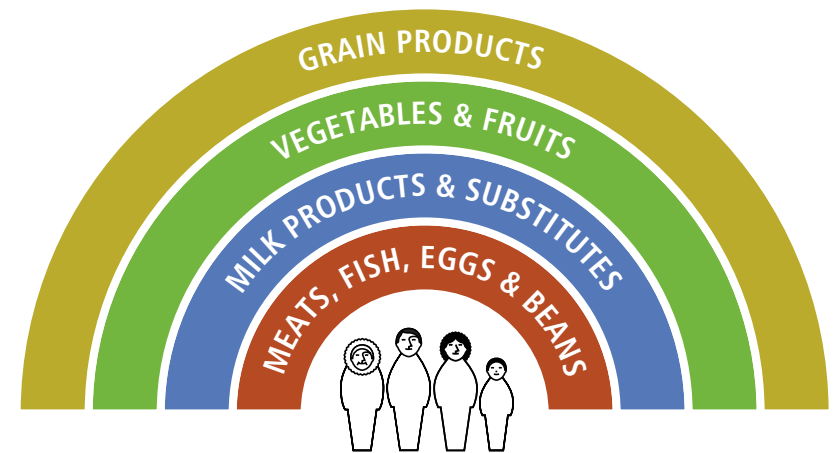 GRAIN PRODUCTS
VEGETABLES & FRUITS
MILK PRODUCTS & SUBSTITUTES
MEATS, FISH, EGGS & BEANS